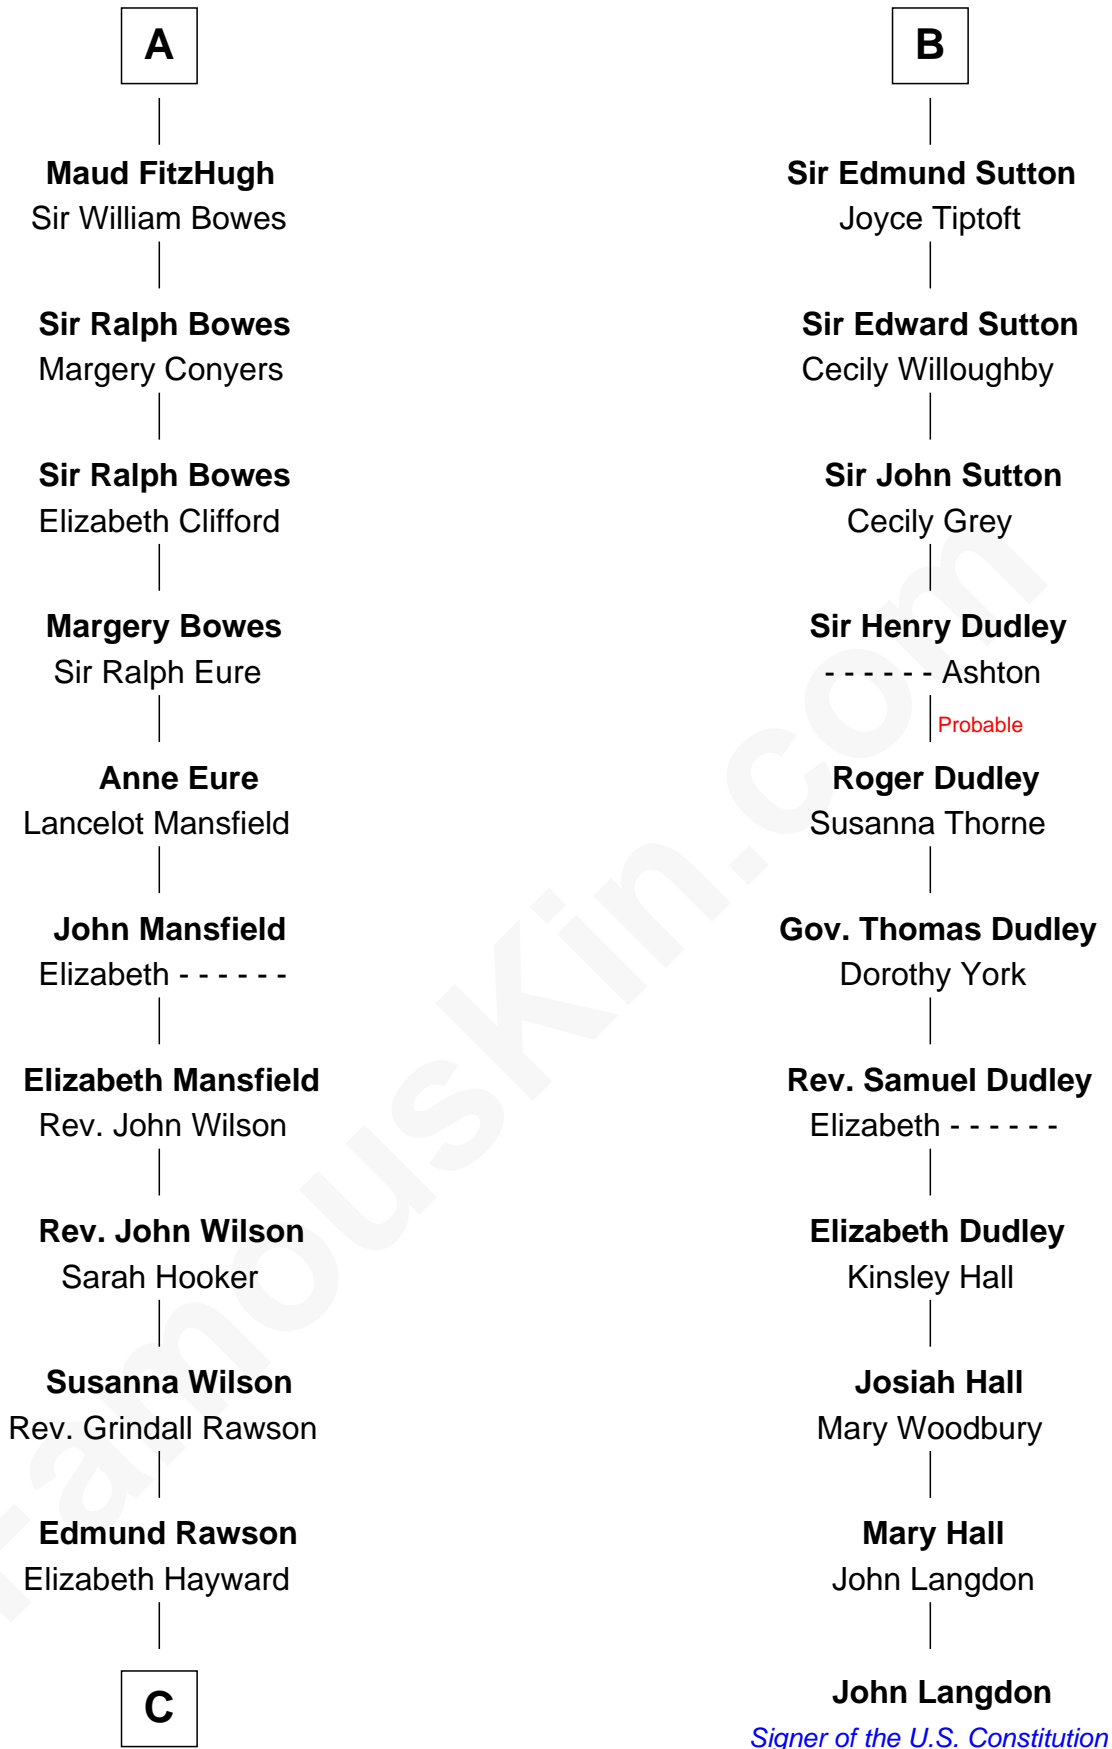 A
Maud FitzHugh
Sir William Bowes
Sir Ralph Bowes
Margery Conyers
Sir Ralph Bowes
Elizabeth Clifford
Margery Bowes
Sir Ralph Eure
Anne Eure
Lancelot Mansfield
John Mansfield
Elizabeth - - - - - -
Elizabeth Mansfield
Rev. John Wilson
Rev. John Wilson
Sarah Hooker
Susanna Wilson
Rev. Grindall Rawson
Edmund Rawson
Elizabeth Hayward
C
B
Sir Edmund Sutton
Joyce Tiptoft
Sir Edward Sutton
Cecily Willoughby
Sir John Sutton
Cecily Grey
Sir Henry Dudley
- - - - - - Ashton
Probable
Roger Dudley
Susanna Thorne
Gov. Thomas Dudley
Dorothy York
Rev. Samuel Dudley
Elizabeth - - - - - -
Elizabeth Dudley
Kinsley Hall
Josiah Hall
Mary Woodbury
Mary Hall
John Langdon
John Langdon
Signer of the U.S. Constitution
FamousKin.com